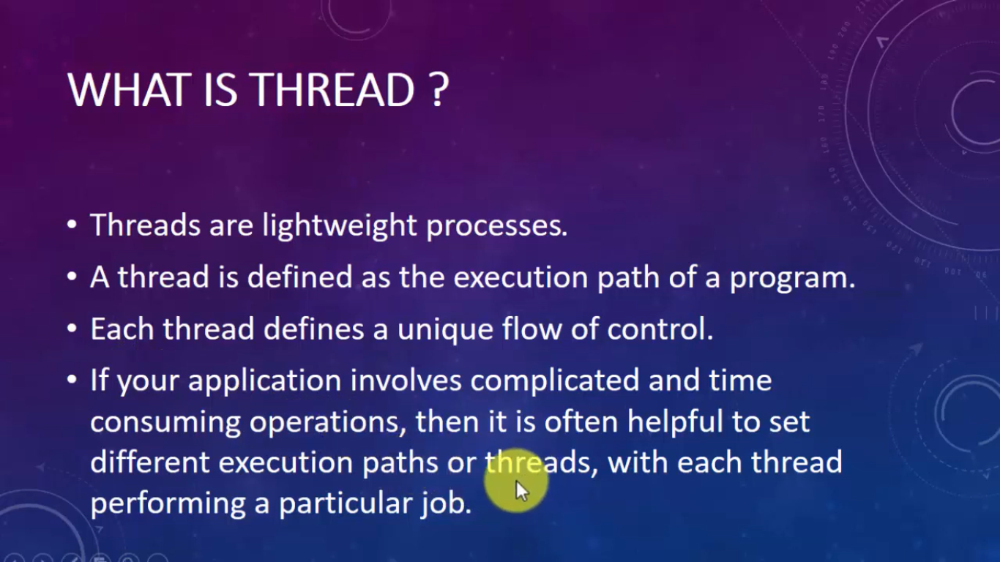 WHAT IS THREAD ?
• Threads are lightweight processes.
• A thread is defined as the execution path of a program.
• Each thread defines a unique flow of control.
• If your application involves complicated and time
consuming operations, then it is often helpful to set
different execution paths or threads, with each thread
performing a particular job.